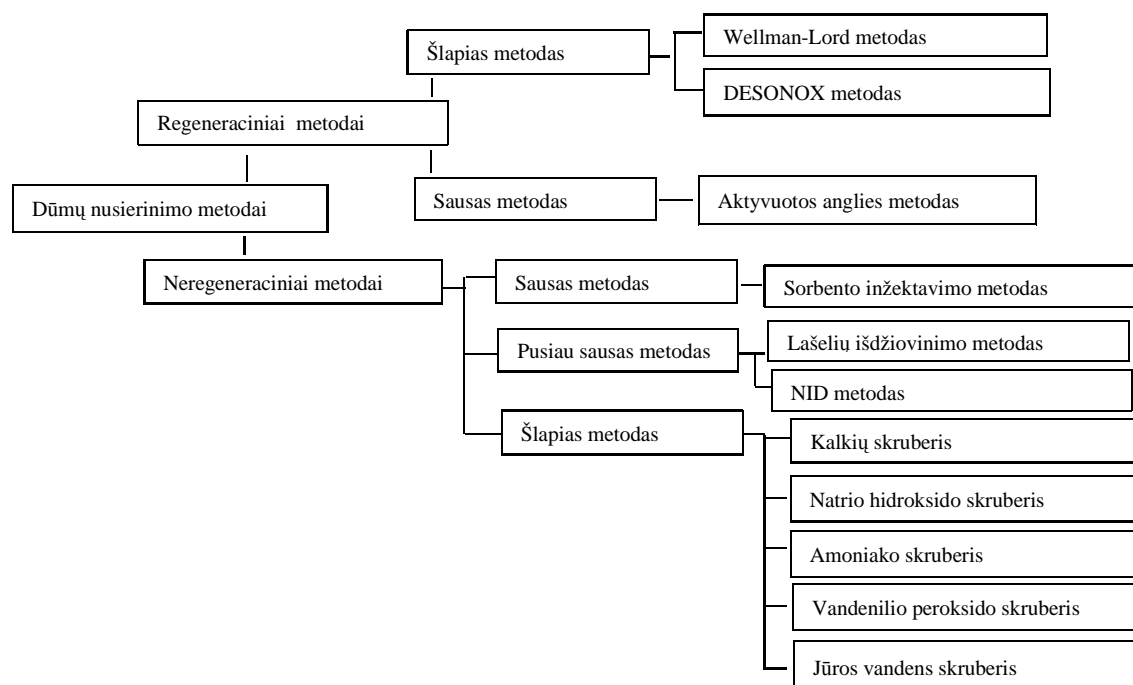 Šlapias metodas
Wellman-Lord metodas
DESONOX metodas
Regeneraciniai metodai
Dūmų nusierinimo metodai
Sausas metodas
Aktyvuotos anglies metodas
Neregeneraciniai metodai
Sausas metodas
Sorbento inžektavimo metodas
Pusiau sausas metodas
Lašelių išdžiovinimo metodas
NID metodas
Šlapias metodas
Kalkių skruberis
Natrio hidroksido skruberis
Amoniako skruberis
Vandenilio peroksido skruberis
Jūros vandens skruberis